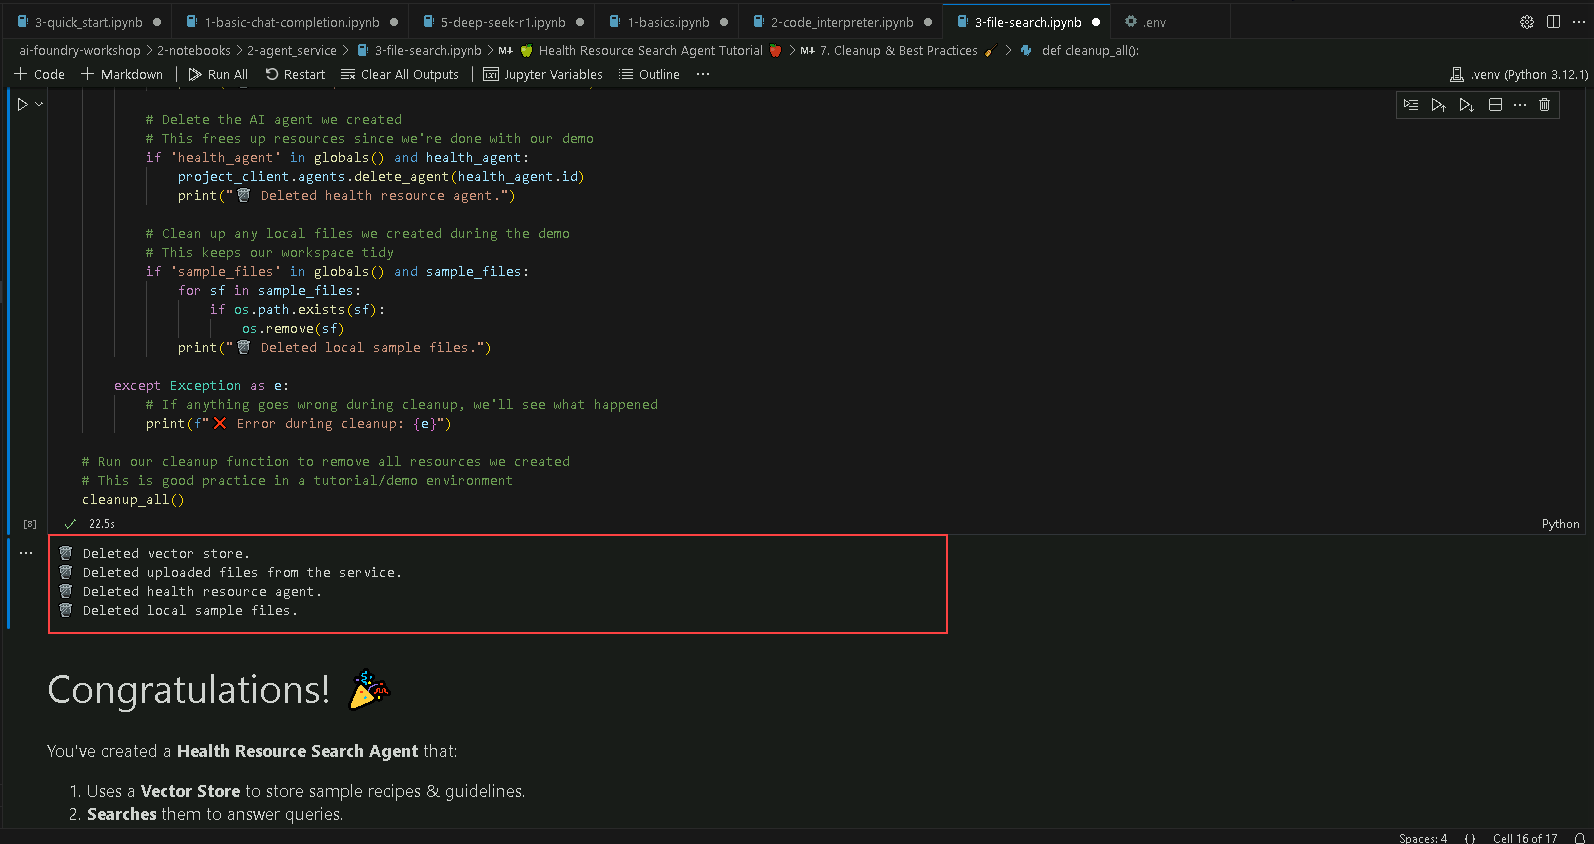 3-quick_start.ipynb 1-basic-chat-completion.ipynb 5-deep-seek-r1.ipynb 1-basics.ipynb 2-code_interpreter.ipynb 3-file-search.ipynb .env
ai-foundry-workshop > 2-notebooks > 2-agent_service > 3-file-search.ipynb > M↓ 🍏 Health Resource Search Agent Tutorial 🍎 > M↓ 7. Cleanup & Best Practices 🧹 > def cleanup_all():
+ Code + Markdown | Run All Restart Clear All Outputs | Jupyter Variables Outline ··· .venv (Python 3.12.1)
# Delete the AI agent we created
# This frees up resources since we're done with our demo
if 'health_agent' in globals() and health_agent:
project_client.agents.delete_agent(health_agent.id)
print("🗑️ Deleted health resource agent.")
# Clean up any local files we created during the demo
# This keeps our workspace tidy
if 'sample_files' in globals() and sample_files:
for sf in sample_files:
if os.path.exists(sf):
os.remove(sf)
print("🗑️ Deleted local sample files.")
except Exception as e:
# If anything goes wrong during cleanup, we'll see what happened
print(f"❌ Error during cleanup: {e}")
# Run our cleanup function to remove all resources we created
# This is good practice in a tutorial/demo environment
cleanup_all()
[8] ✓ 22.5s Python
··· 🗑️ Deleted vector store.
🗑️ Deleted uploaded files from the service.
🗑️ Deleted health resource agent.
🗑️ Deleted local sample files.
Congratulations! 🎉
You've created a Health Resource Search Agent that:
1. Uses a Vector Store to store sample recipes & guidelines.
2. Searches them to answer queries.
Spaces: 4 {} Cell 16 of 17